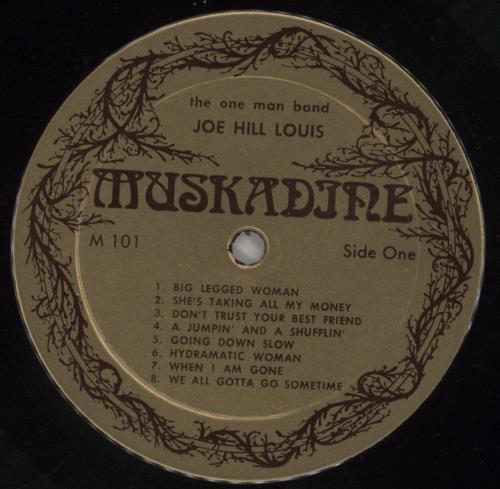 the one man band
JOE HILL LOUIS
MUSKADINE
M 101
Side One
1. BIG LEGGED WOMAN
2. SHE'S TAKING ALL MY MONEY
3. DON'T TRUST YOUR BEST FRIEND
4. A JUMPIN' AND A SHUFFLIN'
5. GOING DOWN SLOW
6. HYDRAMATIC WOMAN
7. WHEN I AM GONE
8. WE ALL GOTTA GO SOMETIME